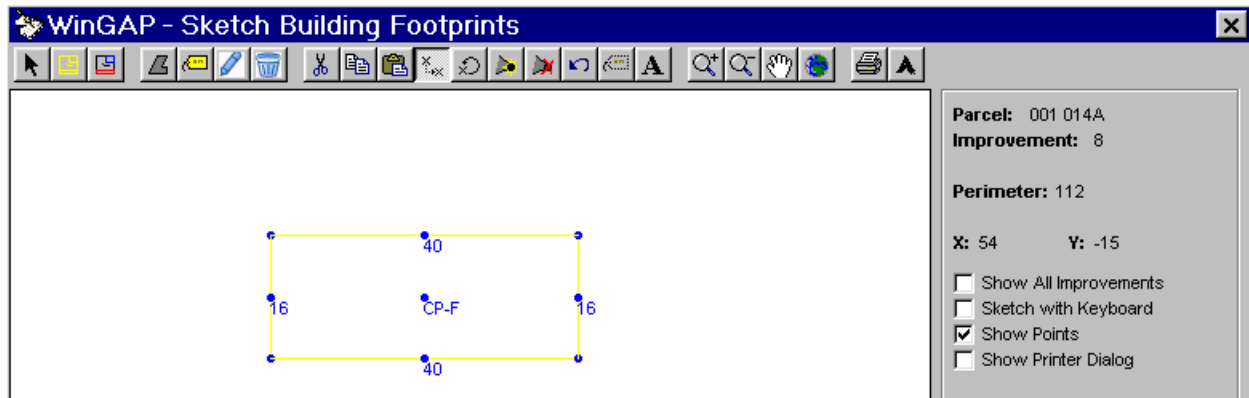 WinGAP - Sketch Building Footprints
A
A
Parcel: 001 014A
Improvement: 8
Perimeter: 112
X: 54 Y: -15
Show All Improvements
Sketch with Keyboard
Show Points
Show Printer Dialog
40
16 CP-F 16
40